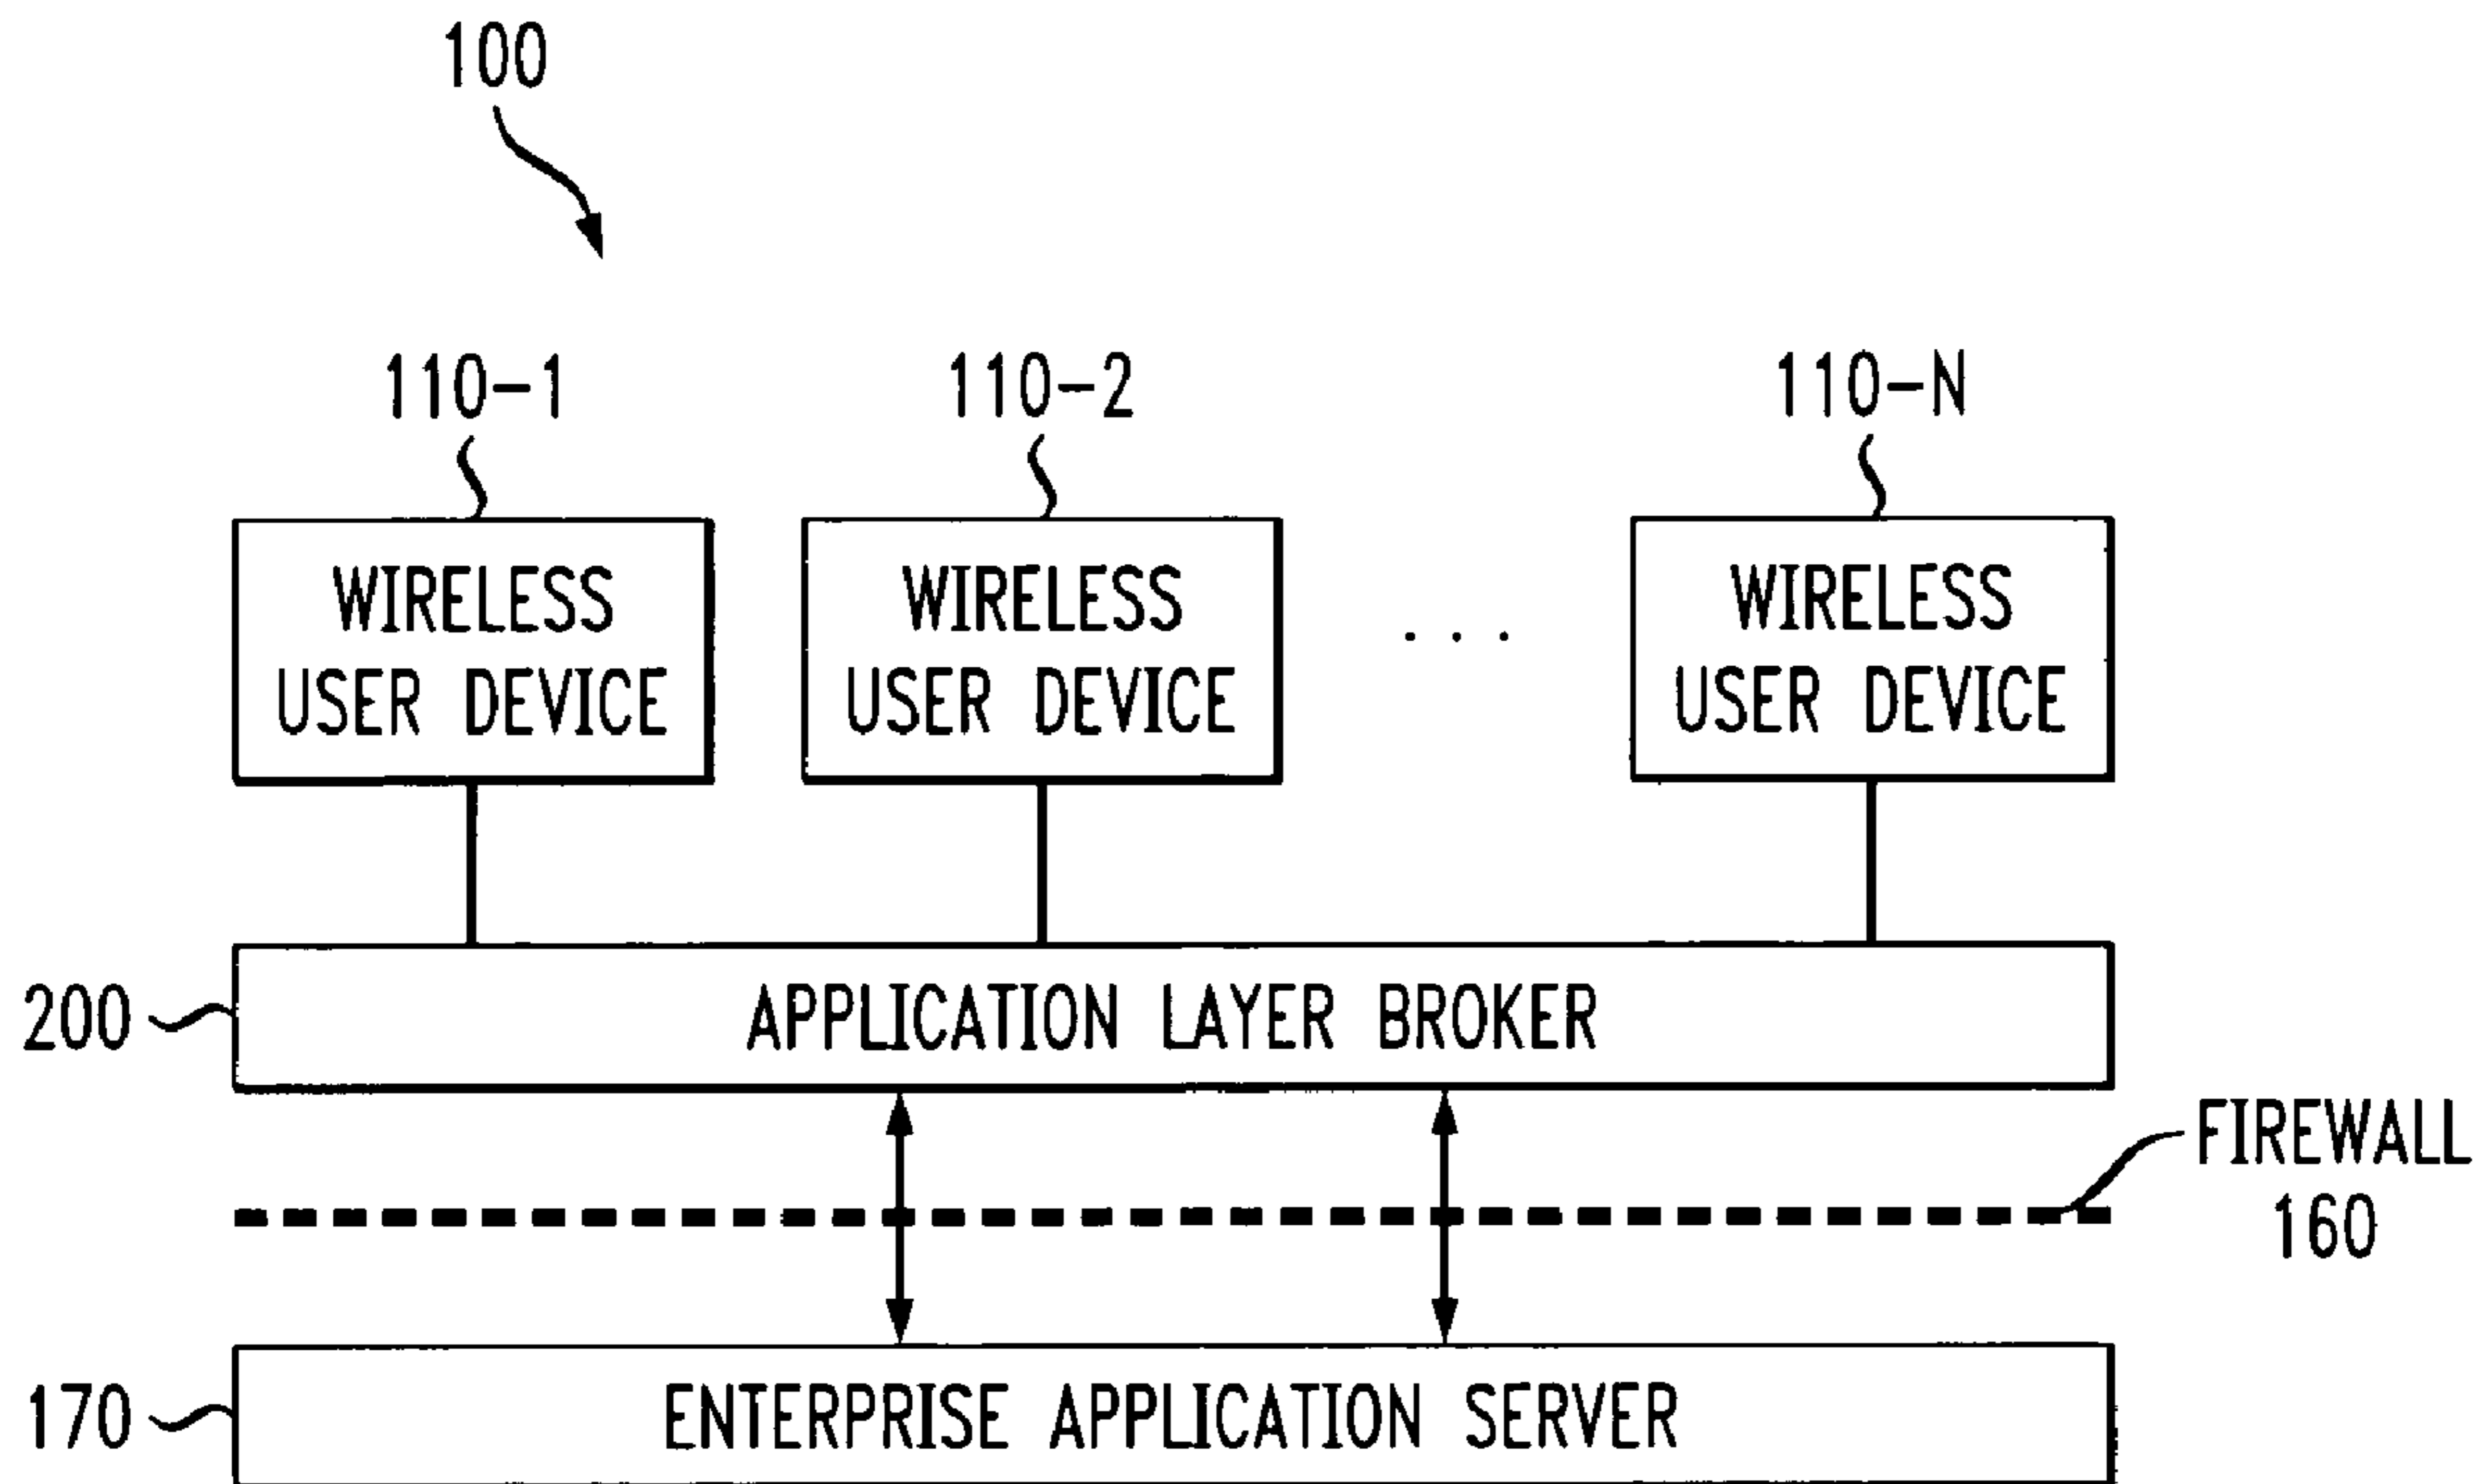 100
110-1
110-2
110-N
WIRELESS
USER DEVICE
WIRELESS
USER DEVICE
. . .
WIRELESS
USER DEVICE
200
APPLICATION LAYER BROKER
FIREWALL
160
170
ENTERPRISE APPLICATION SERVER